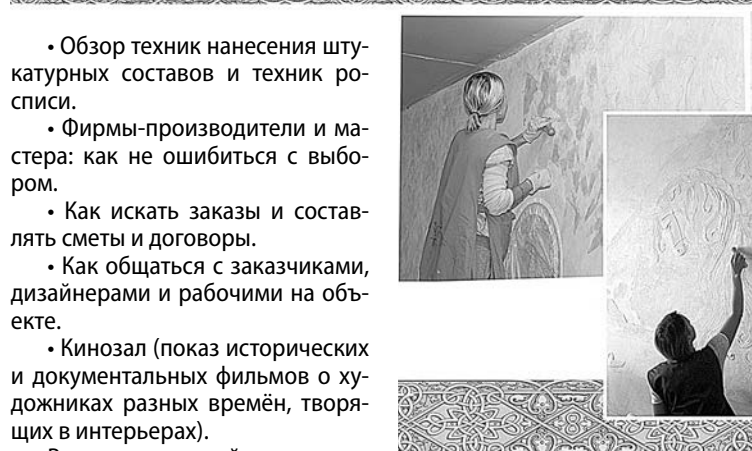 • Обзор техник нанесения шту-
катурных составов и техник ро-
списи.
• Фирмы-производители и ма-
стера: как не ошибиться с выбо-
ром.
• Как искать заказы и состав-
лять сметы и договоры.
• Как общаться с заказчиками,
дизайнерами и рабочими на объ-
екте.
• Кинозал (показ исторических
и документальных фильмов о ху-
дожниках разных времён, творя-
щих в интерьерах).